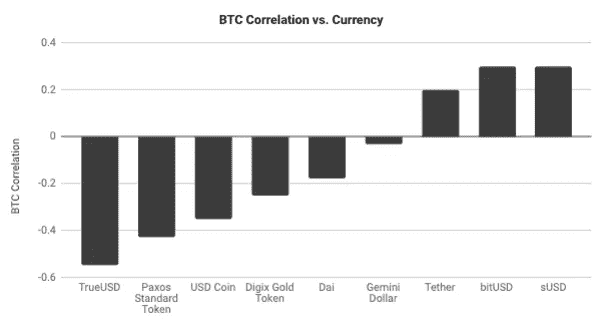 BTC Correlation vs. Currency
0.4
0.2
0
-0.2
-0.4
-0.6
BTC Correlation
TrueUSD
Paxos
Standard
Token
USD Coin
Digix Gold
Token
Dai
Gemini
Dollar
Tether
bitUSD
sUSD